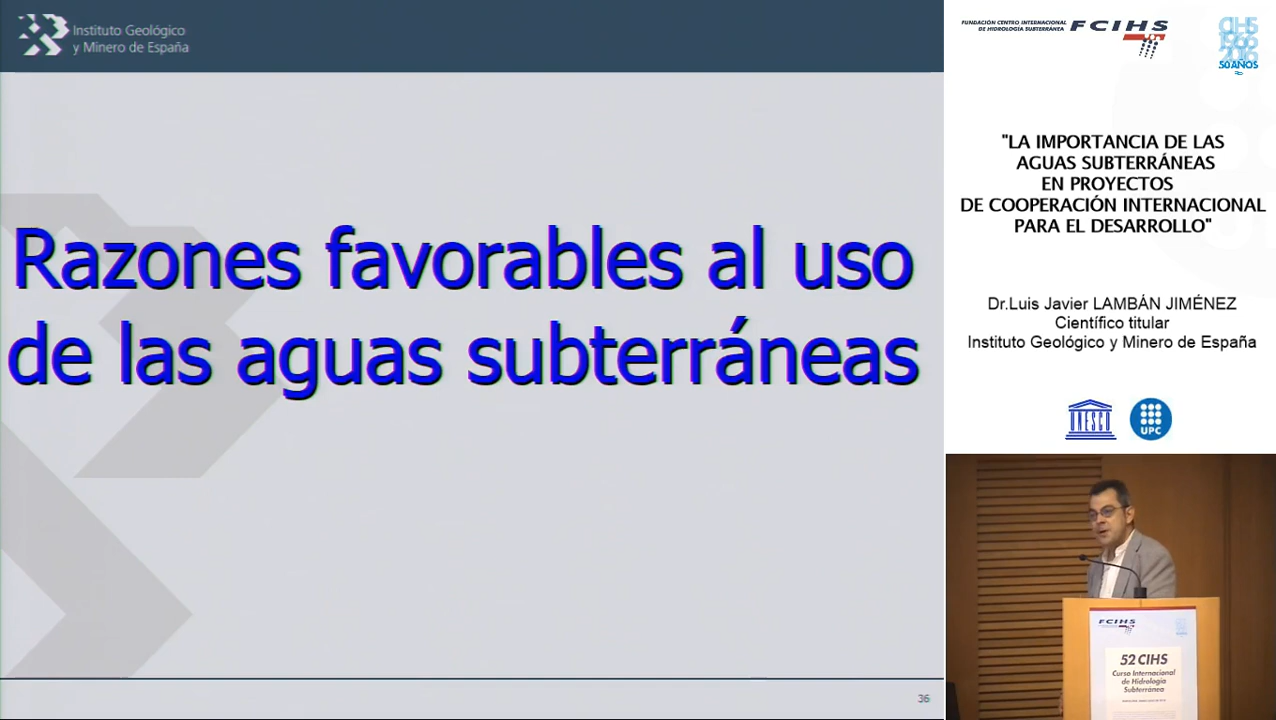 Instituto Geológico
y Minero de España
Razones favorables al uso
de las aguas subterráneas
36
FUNDACIÓN CENTRO INTERNACIONAL
DE HIDROLOGÍA SUBTERRÁNEA
FCIHS
CIHS
1966
2016
50 AÑOS
"LA IMPORTANCIA DE LAS
AGUAS SUBTERRÁNEAS
EN PROYECTOS
DE COOPERACIÓN INTERNACIONAL
PARA EL DESARROLLO"
Dr.Luis Javier LAMBÁN JIMÉNEZ
Científico titular
Instituto Geológico y Minero de España
UNESCO
UPC
FCIHS
52 CIHS
Curso Internacional
de Hidrología
Subterránea